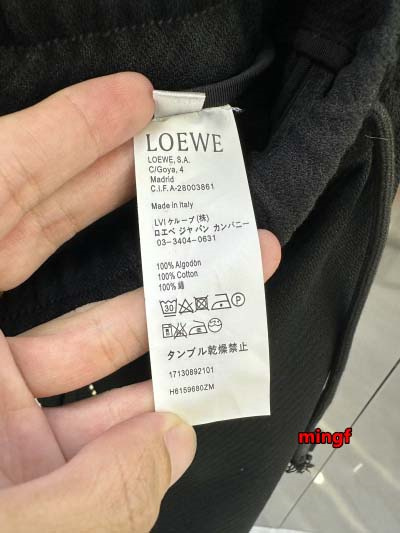 LOEWE
LOEWE, S.A.
C/Goya, 4
Madrid
C.I.F. A-28003861
Made in Italy
LVJ グループ(株)
ロエベ ジャパン カンパニー
03-3404-0631
100% Algodón
100% Cotton
100% 綿
30
P
タンブル乾燥禁止
17130892101
H6159680ZM
mingf